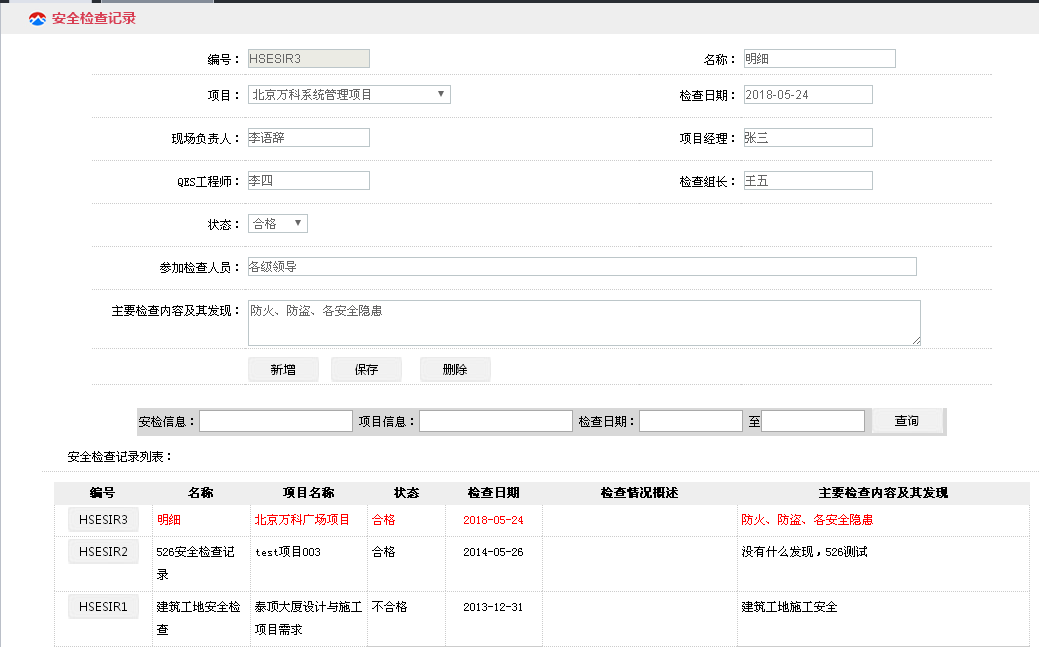 安全检查记录
编号： HSESIR3 名称： 明细
项目： 北京万科系统管理项目 检查日期： 2018-05-24
现场负责人： 李语辞 项目经理： 张三
QES工程师： 李四 检查组长： 王五
状态： 合格
参加检查人员： 各级领导
主要检查内容及其发现： 防火、防盗、各安全隐患
新增 保存 删除
安检信息： 项目信息： 检查日期： 至 查询
安全检查记录列表：
编号 名称 项目名称 状态 检查日期 检查情况概述 主要检查内容及其发现
HSESIR3 明细 北京万科广场项目 合格 2018-05-24 防火、防盗、各安全隐患
HSESIR2 526安全检查记 test项目003 合格 2014-05-26 没有什么发现，526测试
录
HSESIR1 建筑工地安全检 泰项大厦设计与施工 不合格 2013-12-31 建筑工地施工安全
查 项目需求